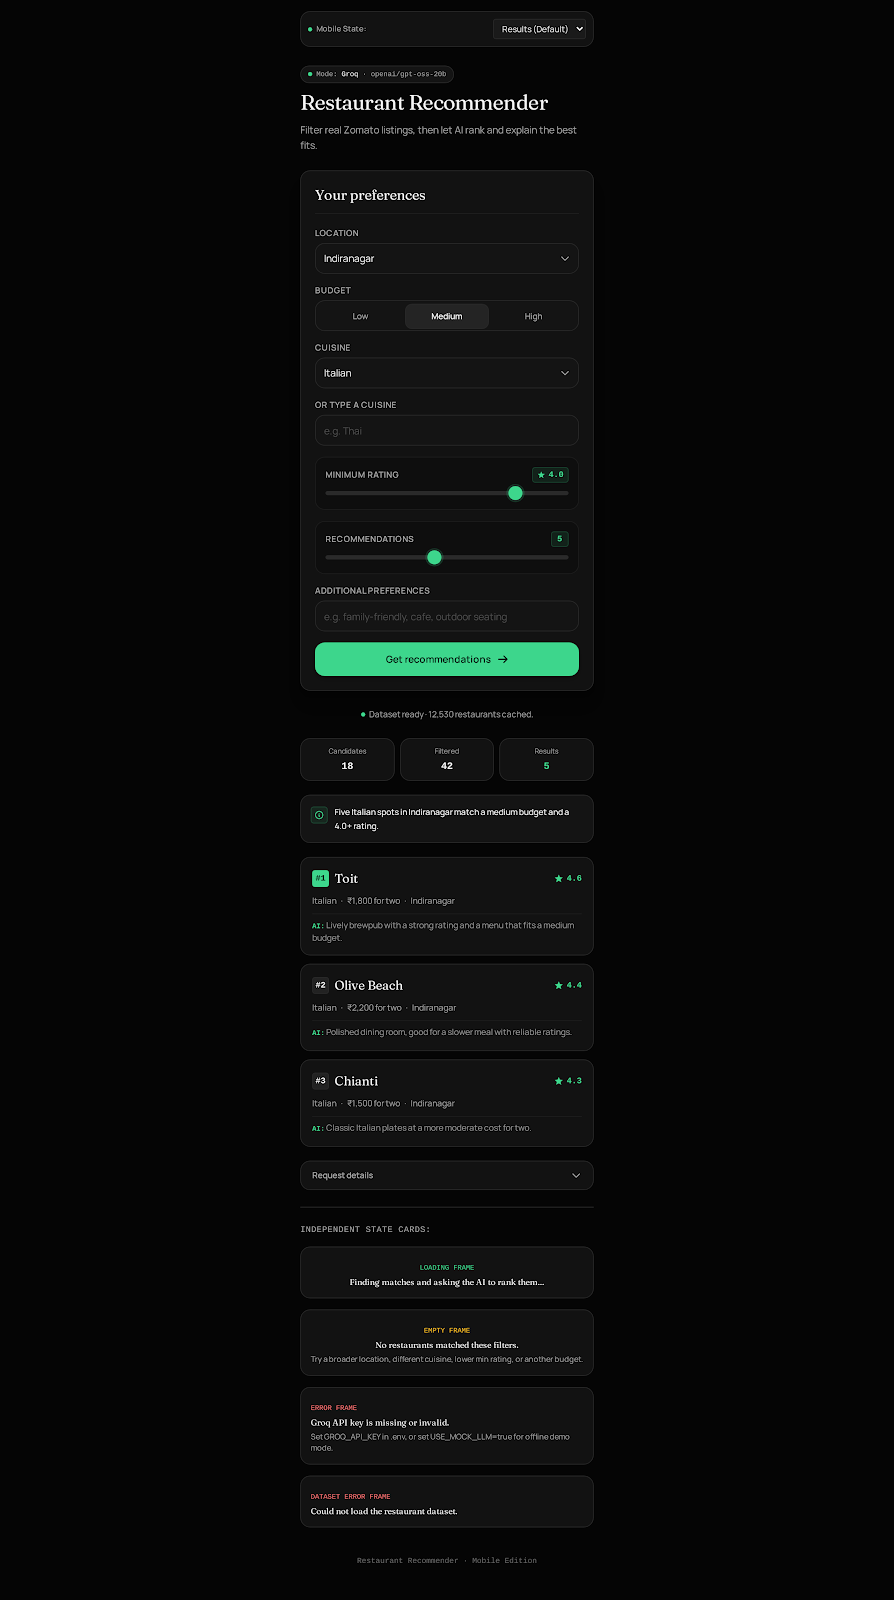 Mobile State:
Results (Default)
Mode: Groq · openai/gpt-oss-20b
Restaurant Recommender
Filter real Zomato listings, then let AI rank and explain the best
fits.
Your preferences
LOCATION
Indiranagar
BUDGET
Low
Medium
High
CUISINE
Italian
OR TYPE A CUISINE
e.g. Thai
MINIMUM RATING
★ 4.0
RECOMMENDATIONS
5
ADDITIONAL PREFERENCES
e.g. family-friendly, cafe, outdoor seating
Get recommendations →
Dataset ready · 12,530 restaurants cached.
Candidates
18
Filtered
42
Results
5
Five Italian spots in Indiranagar match a medium budget and a
4.0+ rating.
#1 Toit
★ 4.6
Italian · ₹1,800 for two · Indiranagar
AI: Lively brewpub with a strong rating and a menu that fits a medium
budget.
#2 Olive Beach
★ 4.4
Italian · ₹2,200 for two · Indiranagar
AI: Polished dining room, good for a slower meal with reliable ratings.
#3 Chianti
★ 4.3
Italian · ₹1,500 for two · Indiranagar
AI: Classic Italian plates at a more moderate cost for two.
Request details
INDEPENDENT STATE CARDS:
LOADING FRAME
Finding matches and asking the AI to rank them...
EMPTY FRAME
No restaurants matched these filters.
Try a broader location, different cuisine, lower min rating, or another budget.
ERROR FRAME
Groq API key is missing or invalid.
Set GROQ_API_KEY in .env, or set USE_MOCK_LLM=true for offline demo
mode.
DATASET ERROR FRAME
Could not load the restaurant dataset.
Restaurant Recommender · Mobile Edition